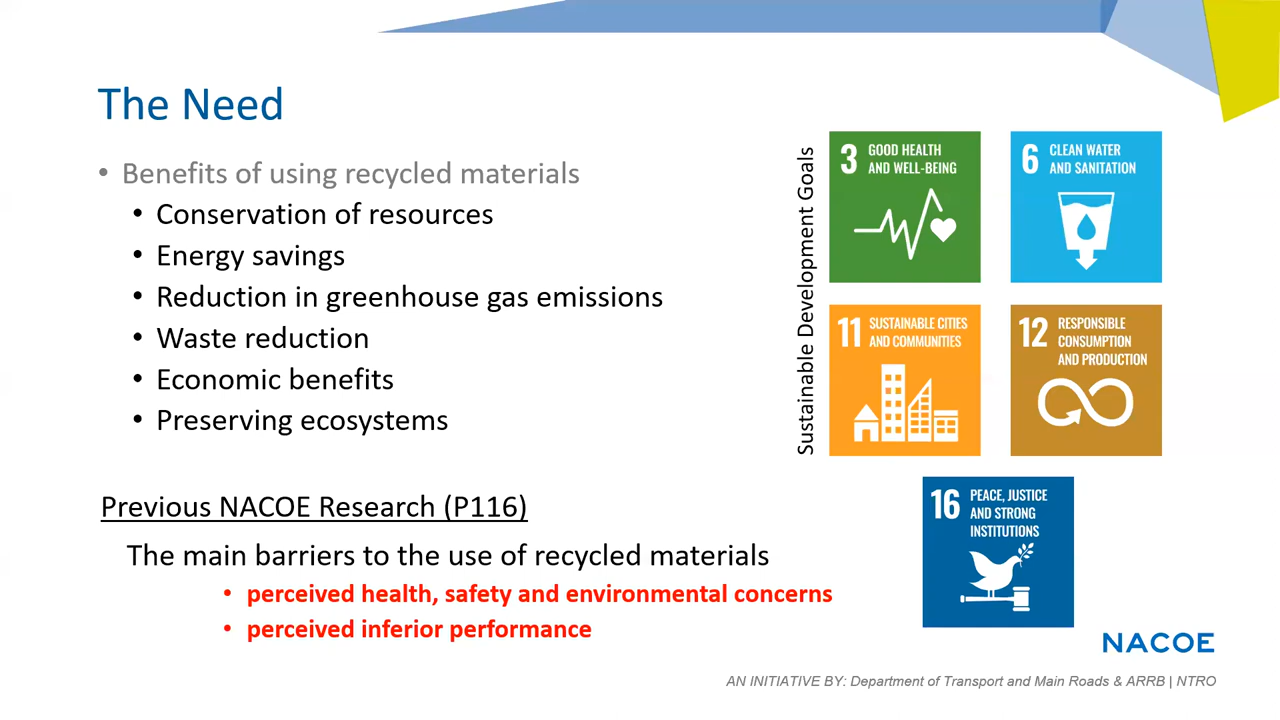 The Need
• Benefits of using recycled materials
• Conservation of resources
• Energy savings
• Reduction in greenhouse gas emissions
• Waste reduction
• Economic benefits
• Preserving ecosystems
Previous NACOE Research (P116)
The main barriers to the use of recycled materials
• perceived health, safety and environmental concerns
• perceived inferior performance
Sustainable Development Goals
3 GOOD HEALTH
AND WELL-BEING
6 CLEAN WATER
AND SANITATION
11 SUSTAINABLE CITIES
AND COMMUNITIES
12 RESPONSIBLE
CONSUMPTION
AND PRODUCTION
16 PEACE, JUSTICE
AND STRONG
INSTITUTIONS
NACOE
AN INITIATIVE BY: Department of Transport and Main Roads & ARRB | NTRO